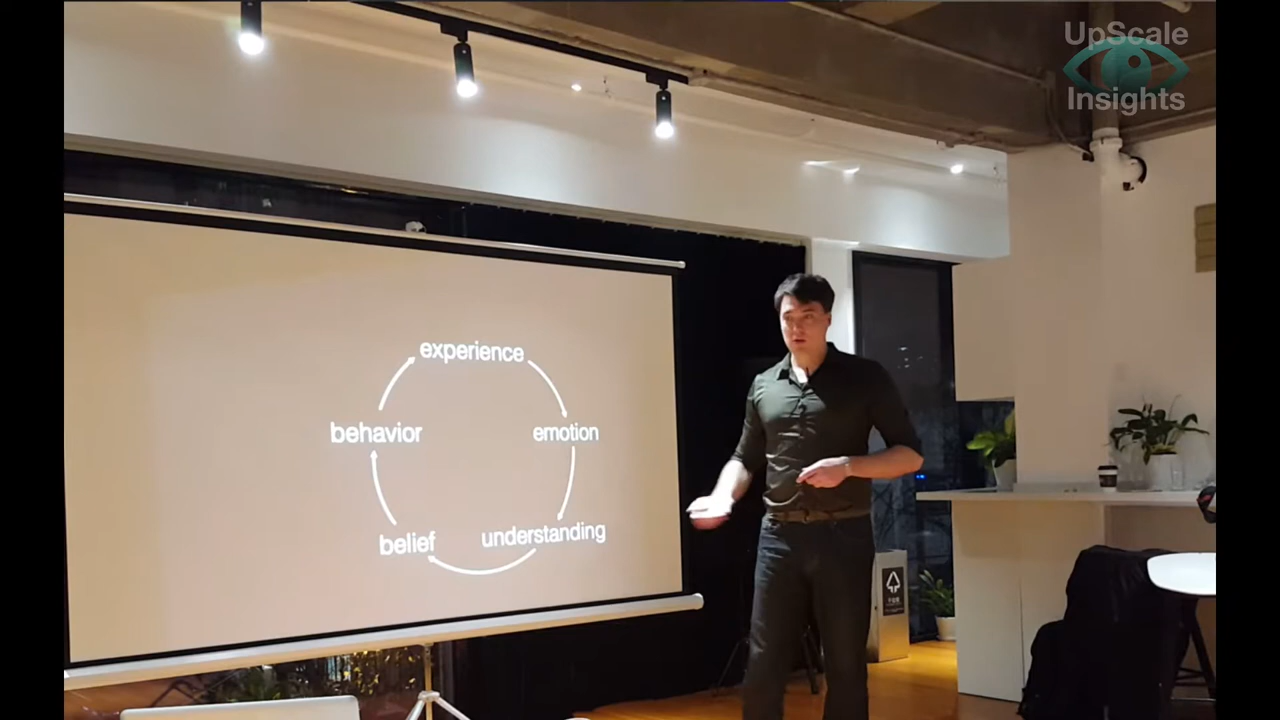 UpScale
Insights
experience
behavior
emotion
belief
understanding